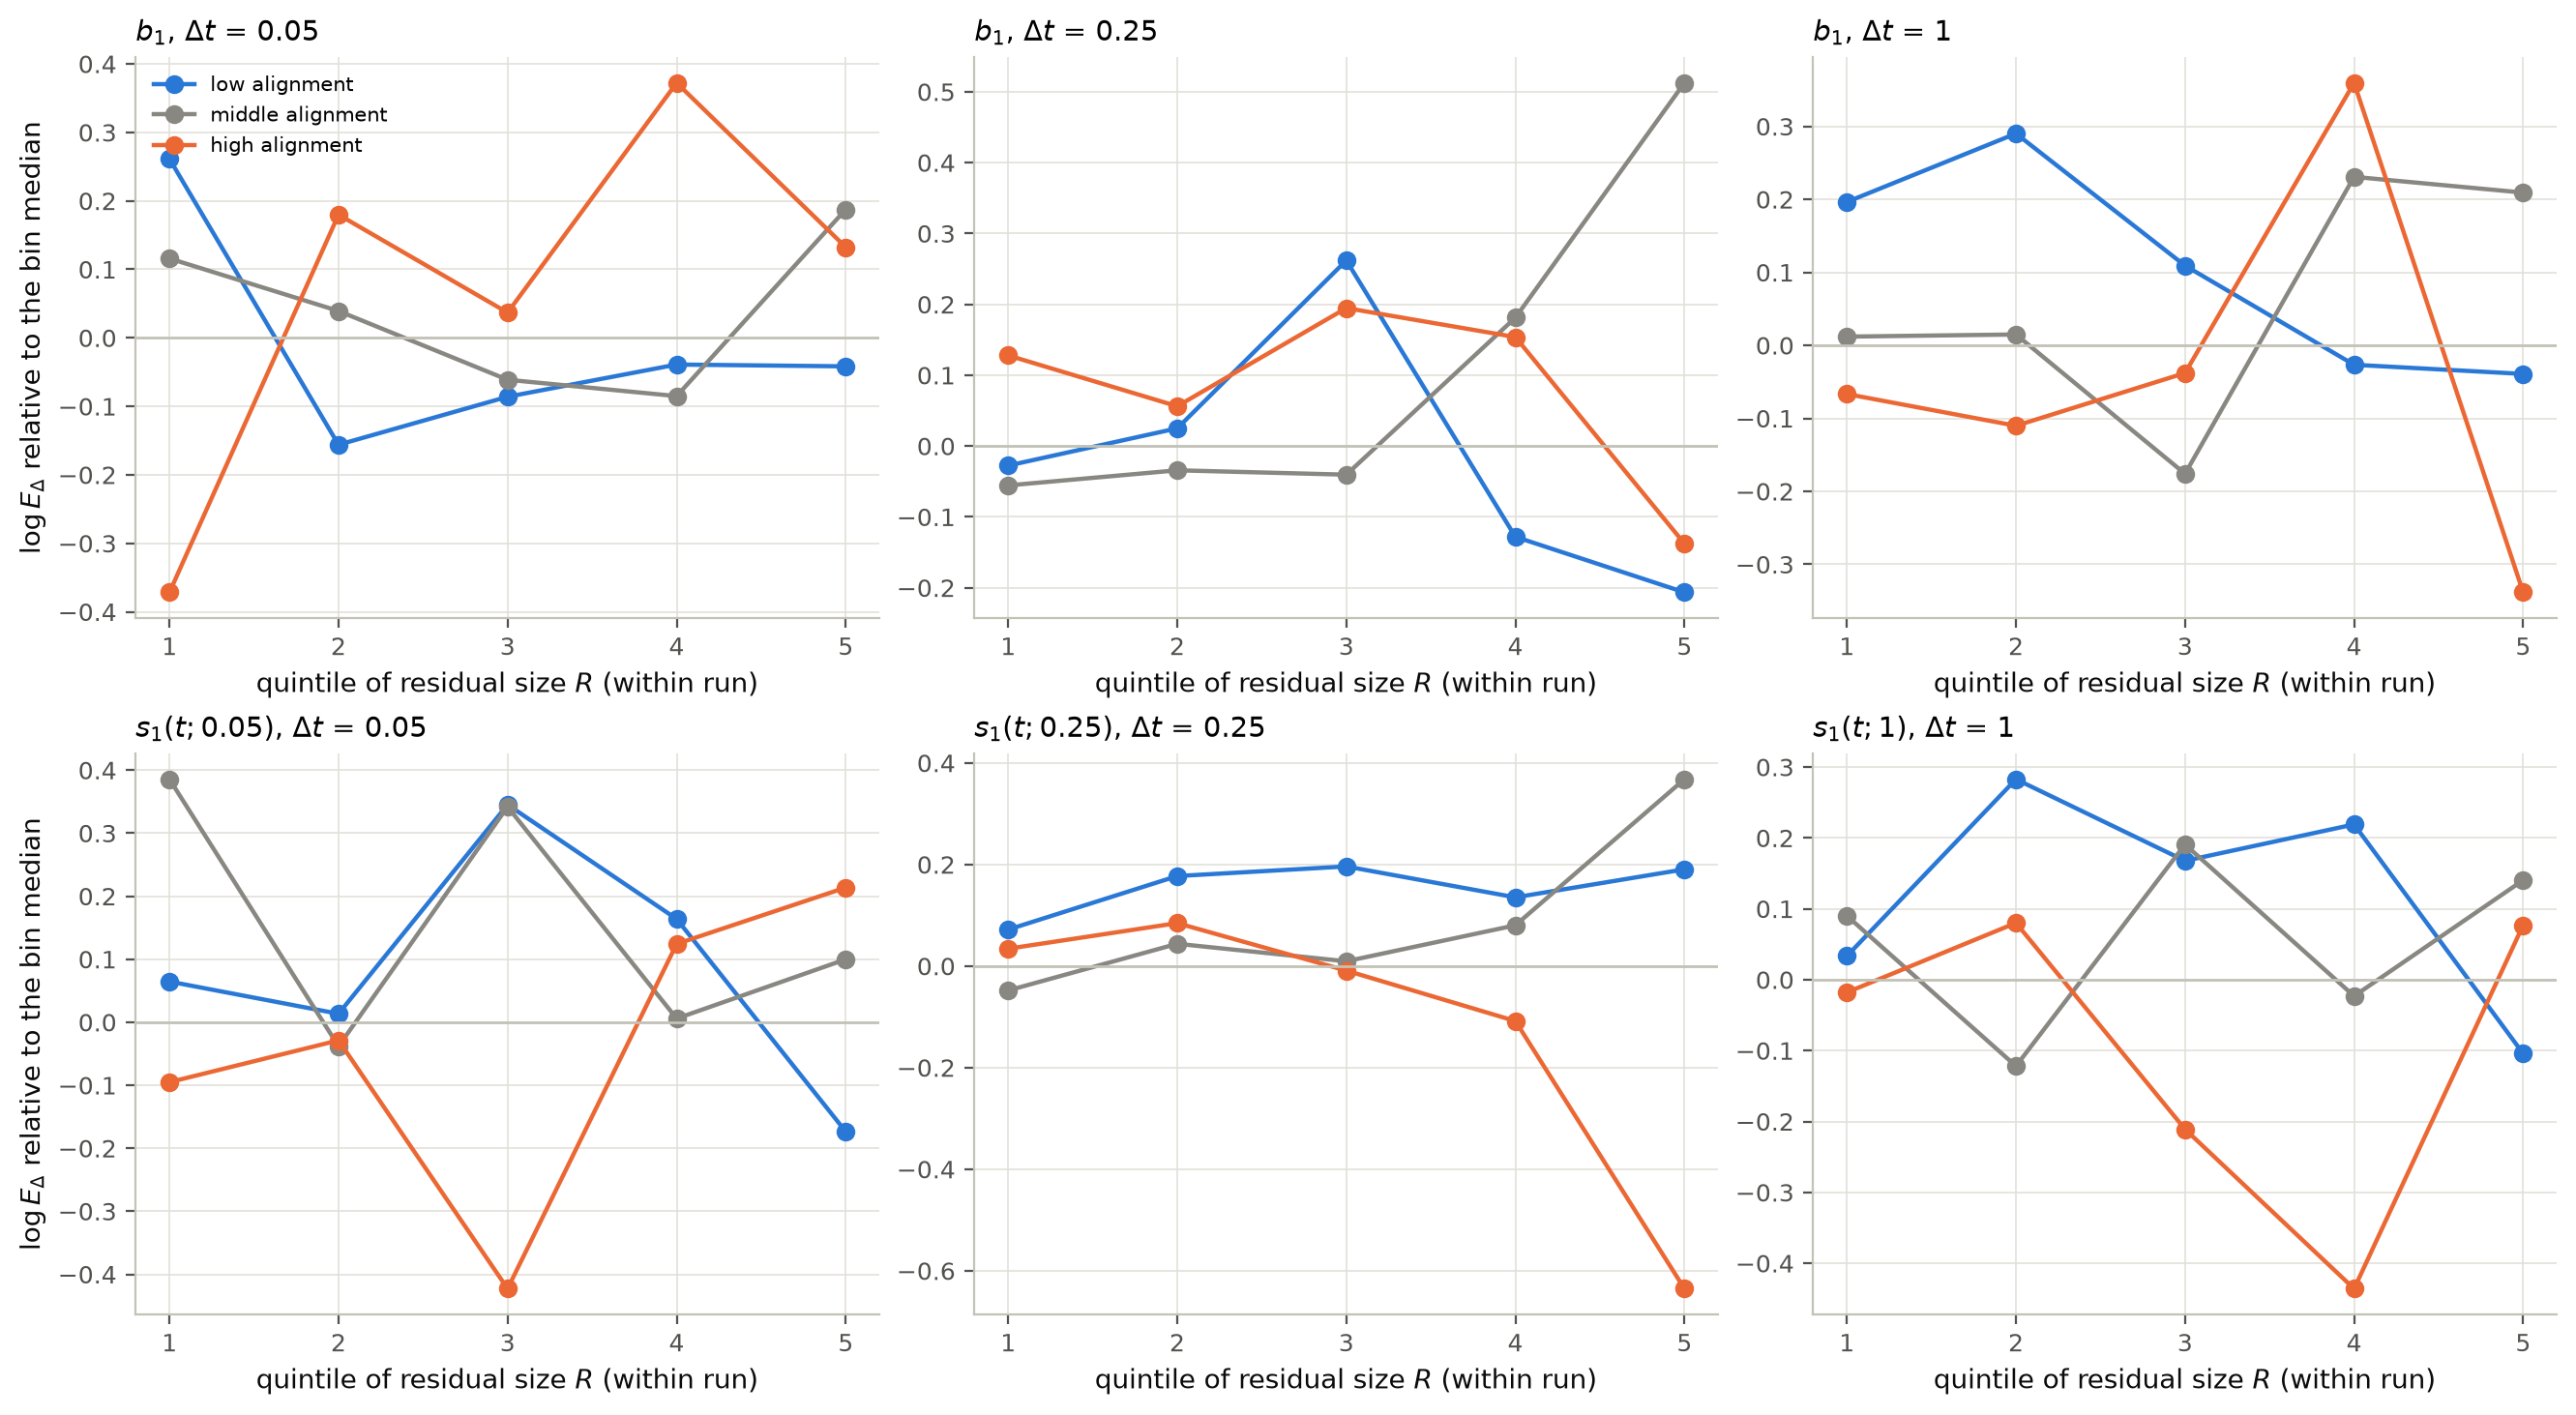 b₁, Δt = 0.05
b₁, Δt = 0.25
b₁, Δt = 1
log E_Δ relative to the bin median
low alignment
middle alignment
high alignment
0.4
0.3
0.2
0.1
0.0
−0.1
−0.2
−0.3
−0.4
1 2 3 4 5
quintile of residual size R (within run)
0.5
0.4
0.3
0.2
0.1
0.0
−0.1
−0.2
1 2 3 4 5
quintile of residual size R (within run)
0.3
0.2
0.1
0.0
−0.1
−0.2
−0.3
1 2 3 4 5
quintile of residual size R (within run)
s₁(t; 0.05), Δt = 0.05
s₁(t; 0.25), Δt = 0.25
s₁(t; 1), Δt = 1
log E_Δ relative to the bin median
0.4
0.3
0.2
0.1
0.0
−0.1
−0.2
−0.3
−0.4
1 2 3 4 5
quintile of residual size R (within run)
0.4
0.2
0.0
−0.2
−0.4
−0.6
1 2 3 4 5
quintile of residual size R (within run)
0.3
0.2
0.1
0.0
−0.1
−0.2
−0.3
−0.4
1 2 3 4 5
quintile of residual size R (within run)